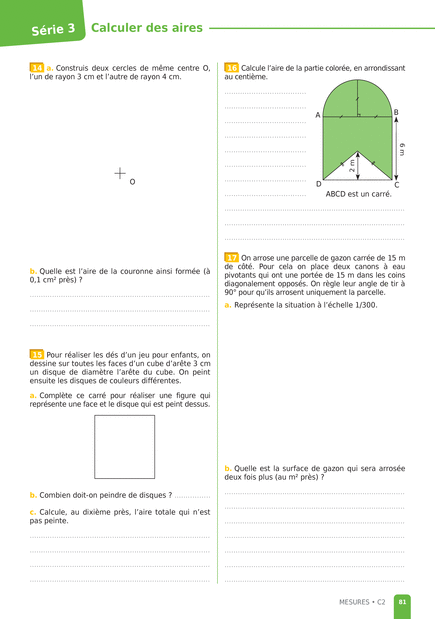 Série 3 Calculer des aires
14 a. Construis deux cercles de même centre O,
l'un de rayon 3 cm et l'autre de rayon 4 cm.
O
b. Quelle est l'aire de la couronne ainsi formée (à
0,1 cm² près) ?
15 Pour réaliser les dés d'un jeu pour enfants, on
dessine sur toutes les faces d'un cube d'arête 3 cm
un disque de diamètre l'arête du cube. On peint
ensuite les disques de couleurs différentes.
a. Complète ce carré pour réaliser une figure qui
représente une face et le disque qui est peint dessus.
b. Combien doit-on peindre de disques ? ...............
c. Calcule, au dixième près, l'aire totale qui n'est
pas peinte.
16 Calcule l'aire de la partie colorée, en arrondissant
au centième.
A
B
6 m
2 m
D
C
ABCD est un carré.
17 On arrose une parcelle de gazon carrée de 15 m
de côté. Pour cela on place deux canons à eau
pivotants qui ont une portée de 15 m dans les coins
diagonalement opposés. On règle leur angle de tir à
90° pour qu'ils arrosent uniquement la parcelle.
a. Représente la situation à l'échelle 1/300.
b. Quelle est la surface de gazon qui sera arrosée
deux fois plus (au m² près) ?
MESURES • C2 81